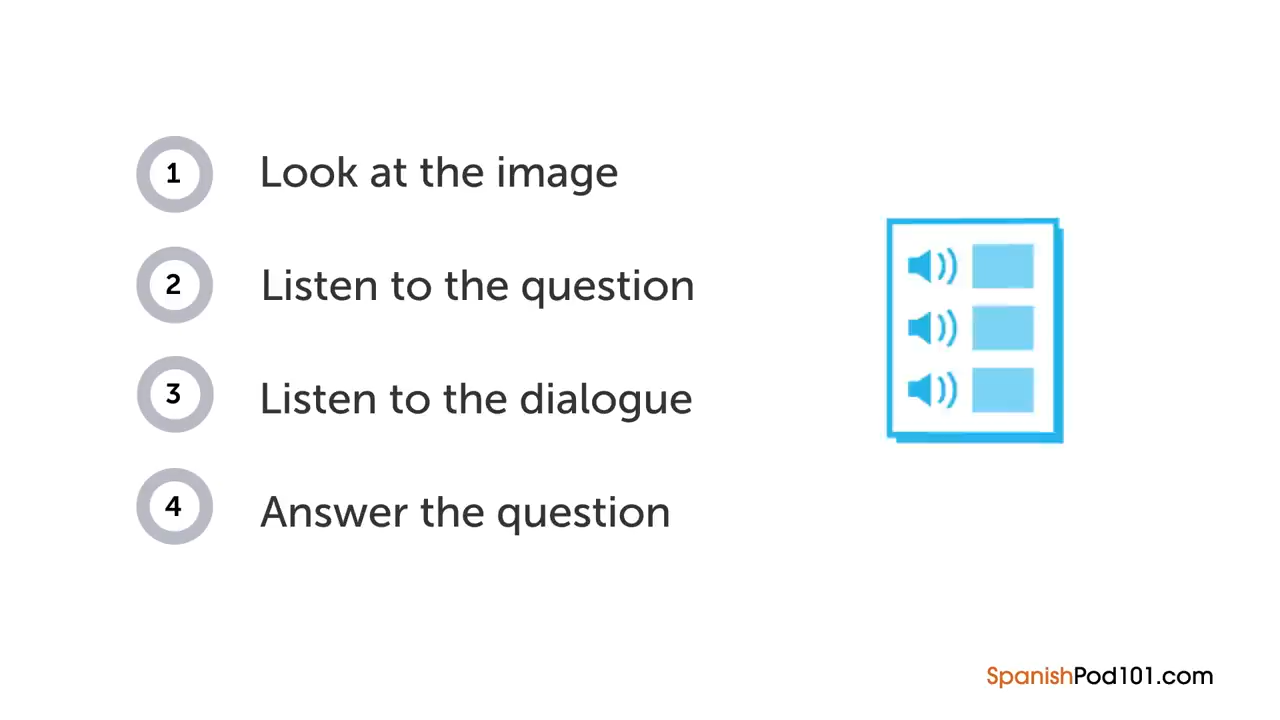 1 Look at the image
2 Listen to the question
3 Listen to the dialogue
4 Answer the question
SpanishPod101.com